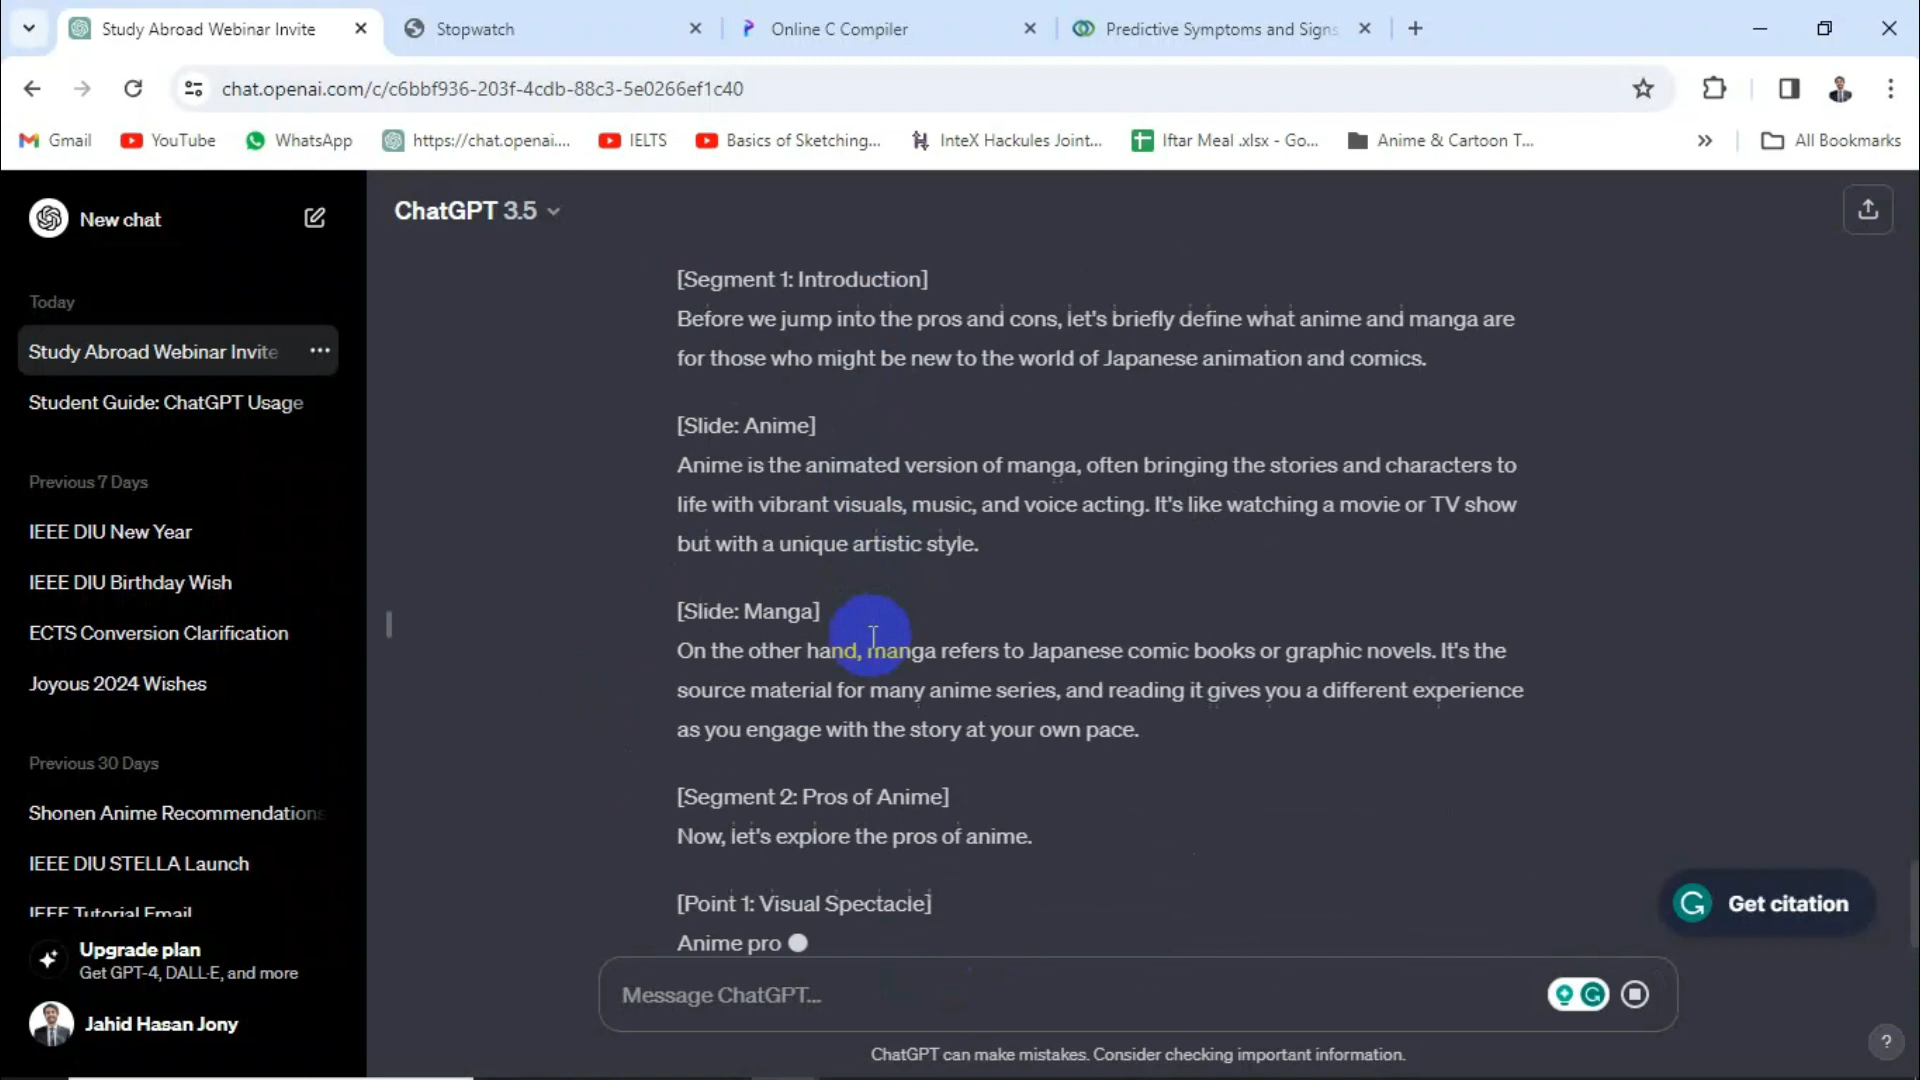 Study Abroad Webinar Invite
Stopwatch
Online C Compiler
Predictive Symptoms and Signs
chat.openai.com/c/c6bbf936-203f-4cdb-88c3-5e0266ef1c40
Gmail
YouTube
WhatsApp
https://chat.openai....
IELTS
Basics of Sketching...
InteX Hackules Joint...
Iftar Meal .xlsx - Go...
Anime & Cartoon T...
All Bookmarks
New chat
ChatGPT 3.5
Today
Study Abroad Webinar Invite
Student Guide: ChatGPT Usage
Previous 7 Days
IEEE DIU New Year
IEEE DIU Birthday Wish
ECTS Conversion Clarification
Joyous 2024 Wishes
Previous 30 Days
Shonen Anime Recommendations
IEEE DIU STELLA Launch
IEEE Tutorial Email
Upgrade plan
Get GPT-4, DALL·E, and more
Jahid Hasan Jony
[Segment 1: Introduction]
Before we jump into the pros and cons, let's briefly define what anime and manga are
for those who might be new to the world of Japanese animation and comics.
[Slide: Anime]
Anime is the animated version of manga, often bringing the stories and characters to
life with vibrant visuals, music, and voice acting. It's like watching a movie or TV show
but with a unique artistic style.
[Slide: Manga]
On the other hand, manga refers to Japanese comic books or graphic novels. It's the
source material for many anime series, and reading it gives you a different experience
as you engage with the story at your own pace.
[Segment 2: Pros of Anime]
Now, let's explore the pros of anime.
[Point 1: Visual Spectacle]
Anime pro
Get citation
Message ChatGPT...
ChatGPT can make mistakes. Consider checking important information.
?